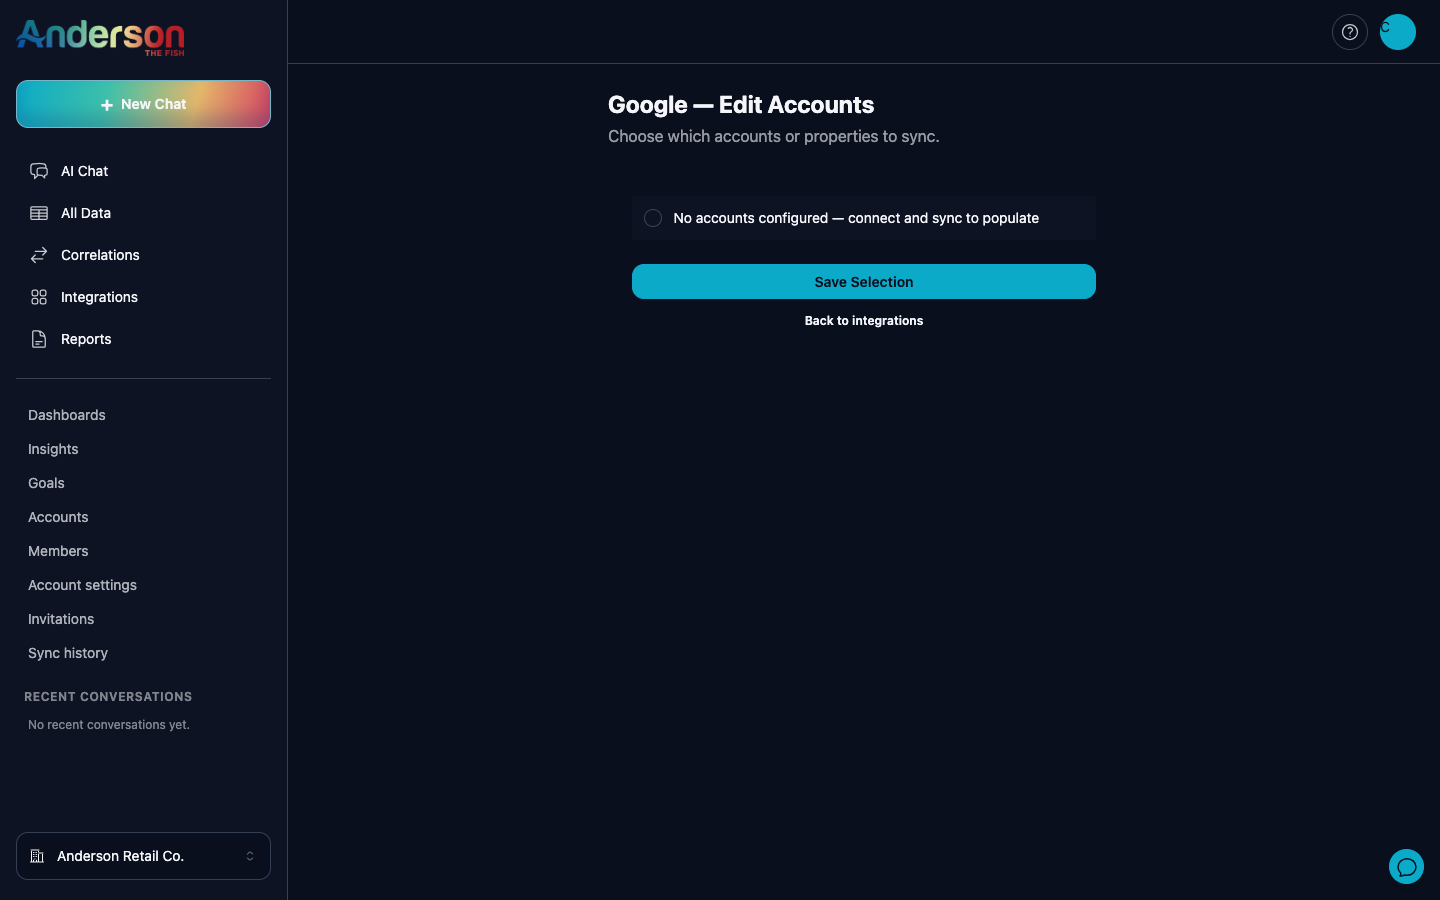 Anderson
THE FISH
New Chat
AI Chat
All Data
Correlations
Integrations
Reports
Dashboards
Insights
Goals
Accounts
Members
Account settings
Invitations
Sync history
RECENT CONVERSATIONS
No recent conversations yet.
Anderson Retail Co.
C
Google — Edit Accounts
Choose which accounts or properties to sync.
No accounts configured — connect and sync to populate
Save Selection
Back to integrations